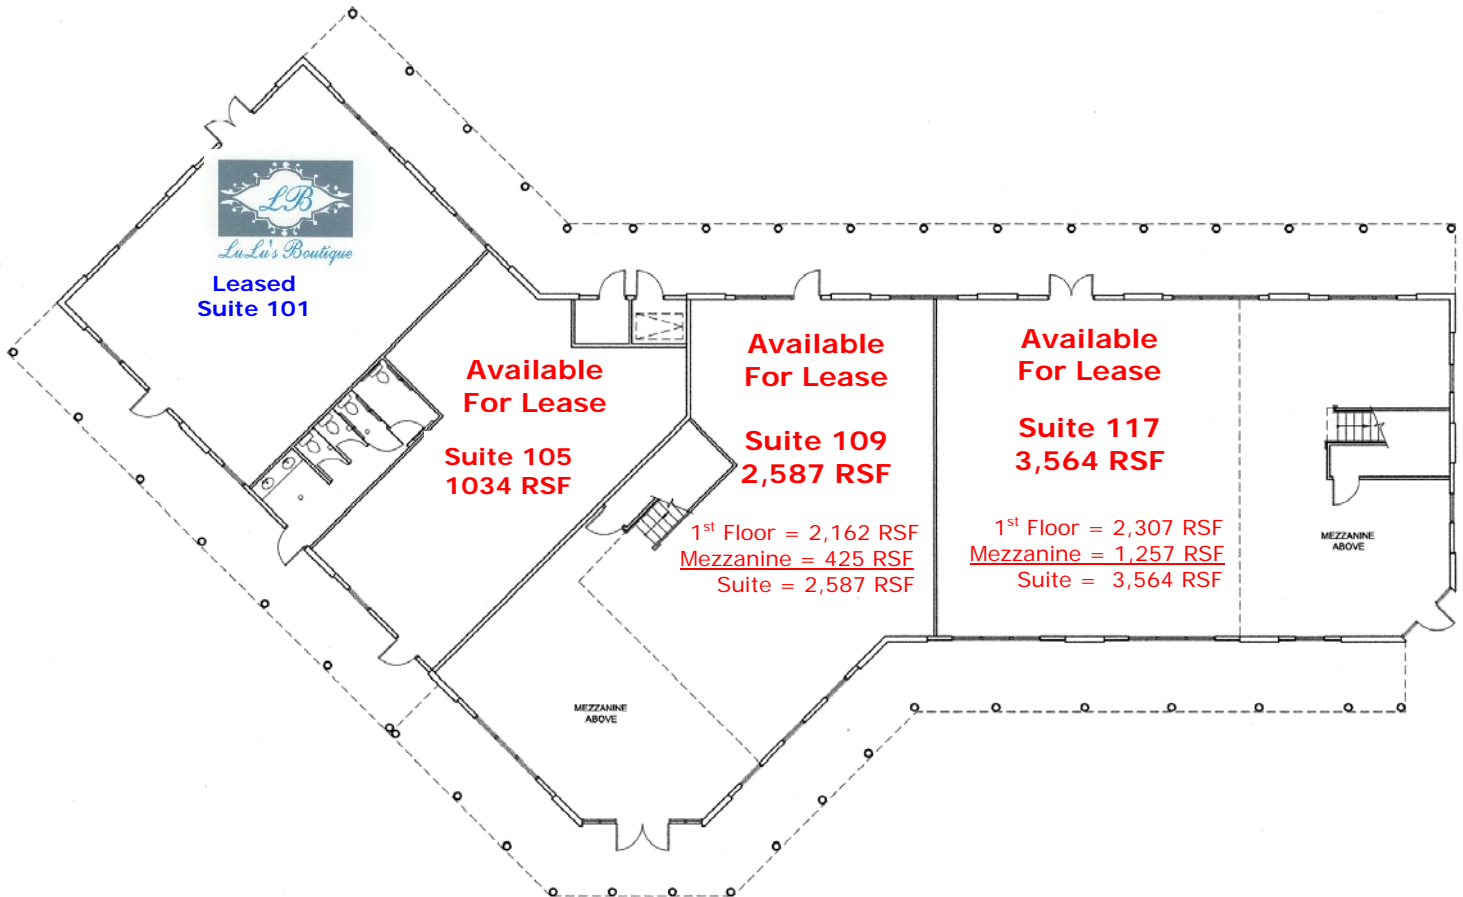 LB
LuLu's Boutique
Leased
Suite 101
Available
For Lease
Suite 105
1034 RSF
Available
For Lease
Suite 109
2,587 RSF
1st Floor = 2,162 RSF
Mezzanine = 425 RSF
Suite = 2,587 RSF
Available
For Lease
Suite 117
3,564 RSF
1st Floor = 2,307 RSF
Mezzanine = 1,257 RSF
Suite = 3,564 RSF
MEZZANINE
ABOVE
MEZZANINE
ABOVE